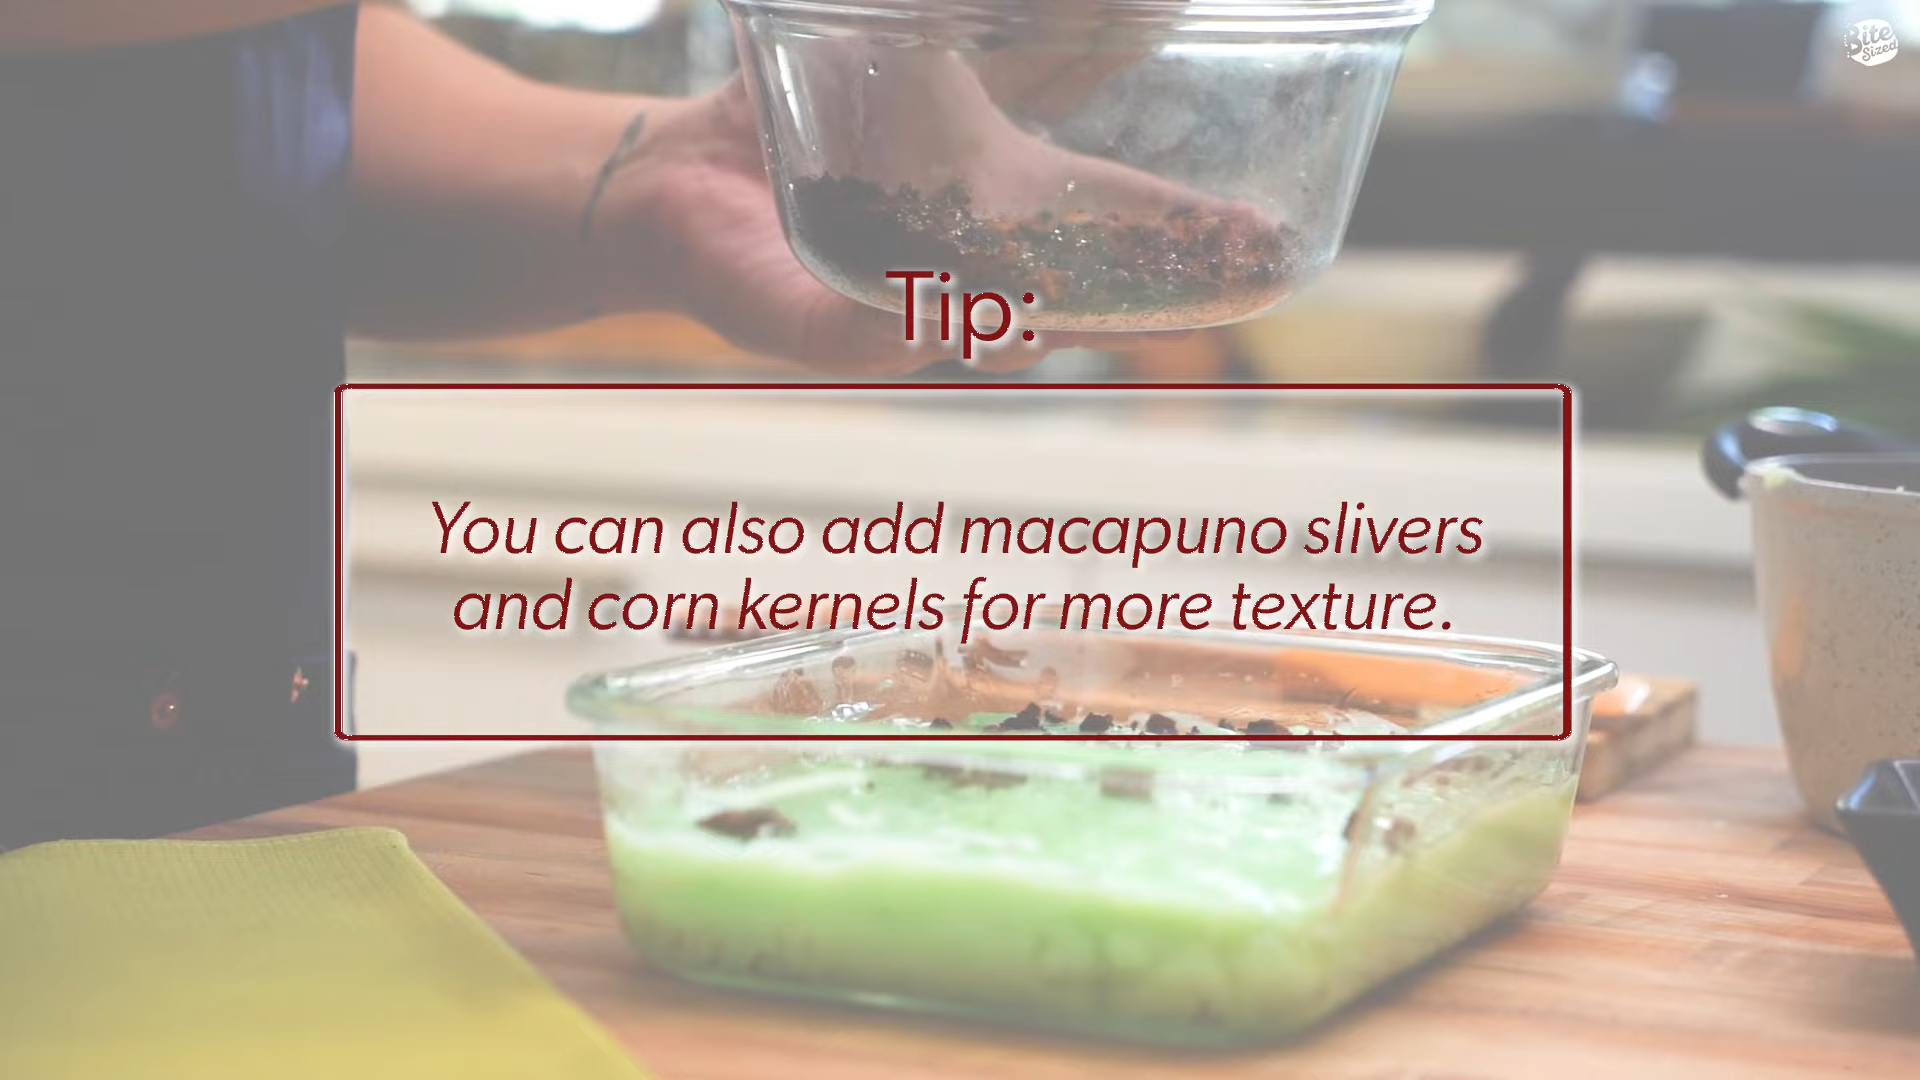 Bite
Sized
Tip:
You can also add macapuno slivers
and corn kernels for more texture.